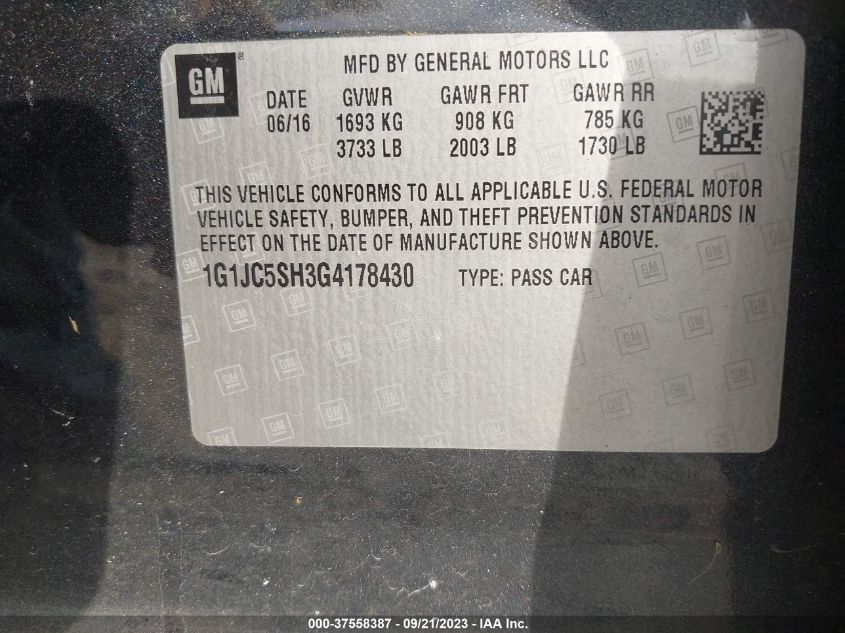 GM
MFD BY GENERAL MOTORS LLC
DATE GVWR GAWR FRT GAWR RR
06/16 1693 KG 908 KG 785 KG
3733 LB 2003 LB 1730 LB
THIS VEHICLE CONFORMS TO ALL APPLICABLE U.S. FEDERAL MOTOR
VEHICLE SAFETY, BUMPER, AND THEFT PREVENTION STANDARDS IN
EFFECT ON THE DATE OF MANUFACTURE SHOWN ABOVE.
1G1JC5SH3G4178430 TYPE: PASS CAR
000-37558387 - 09/21/2023 - IAA Inc.